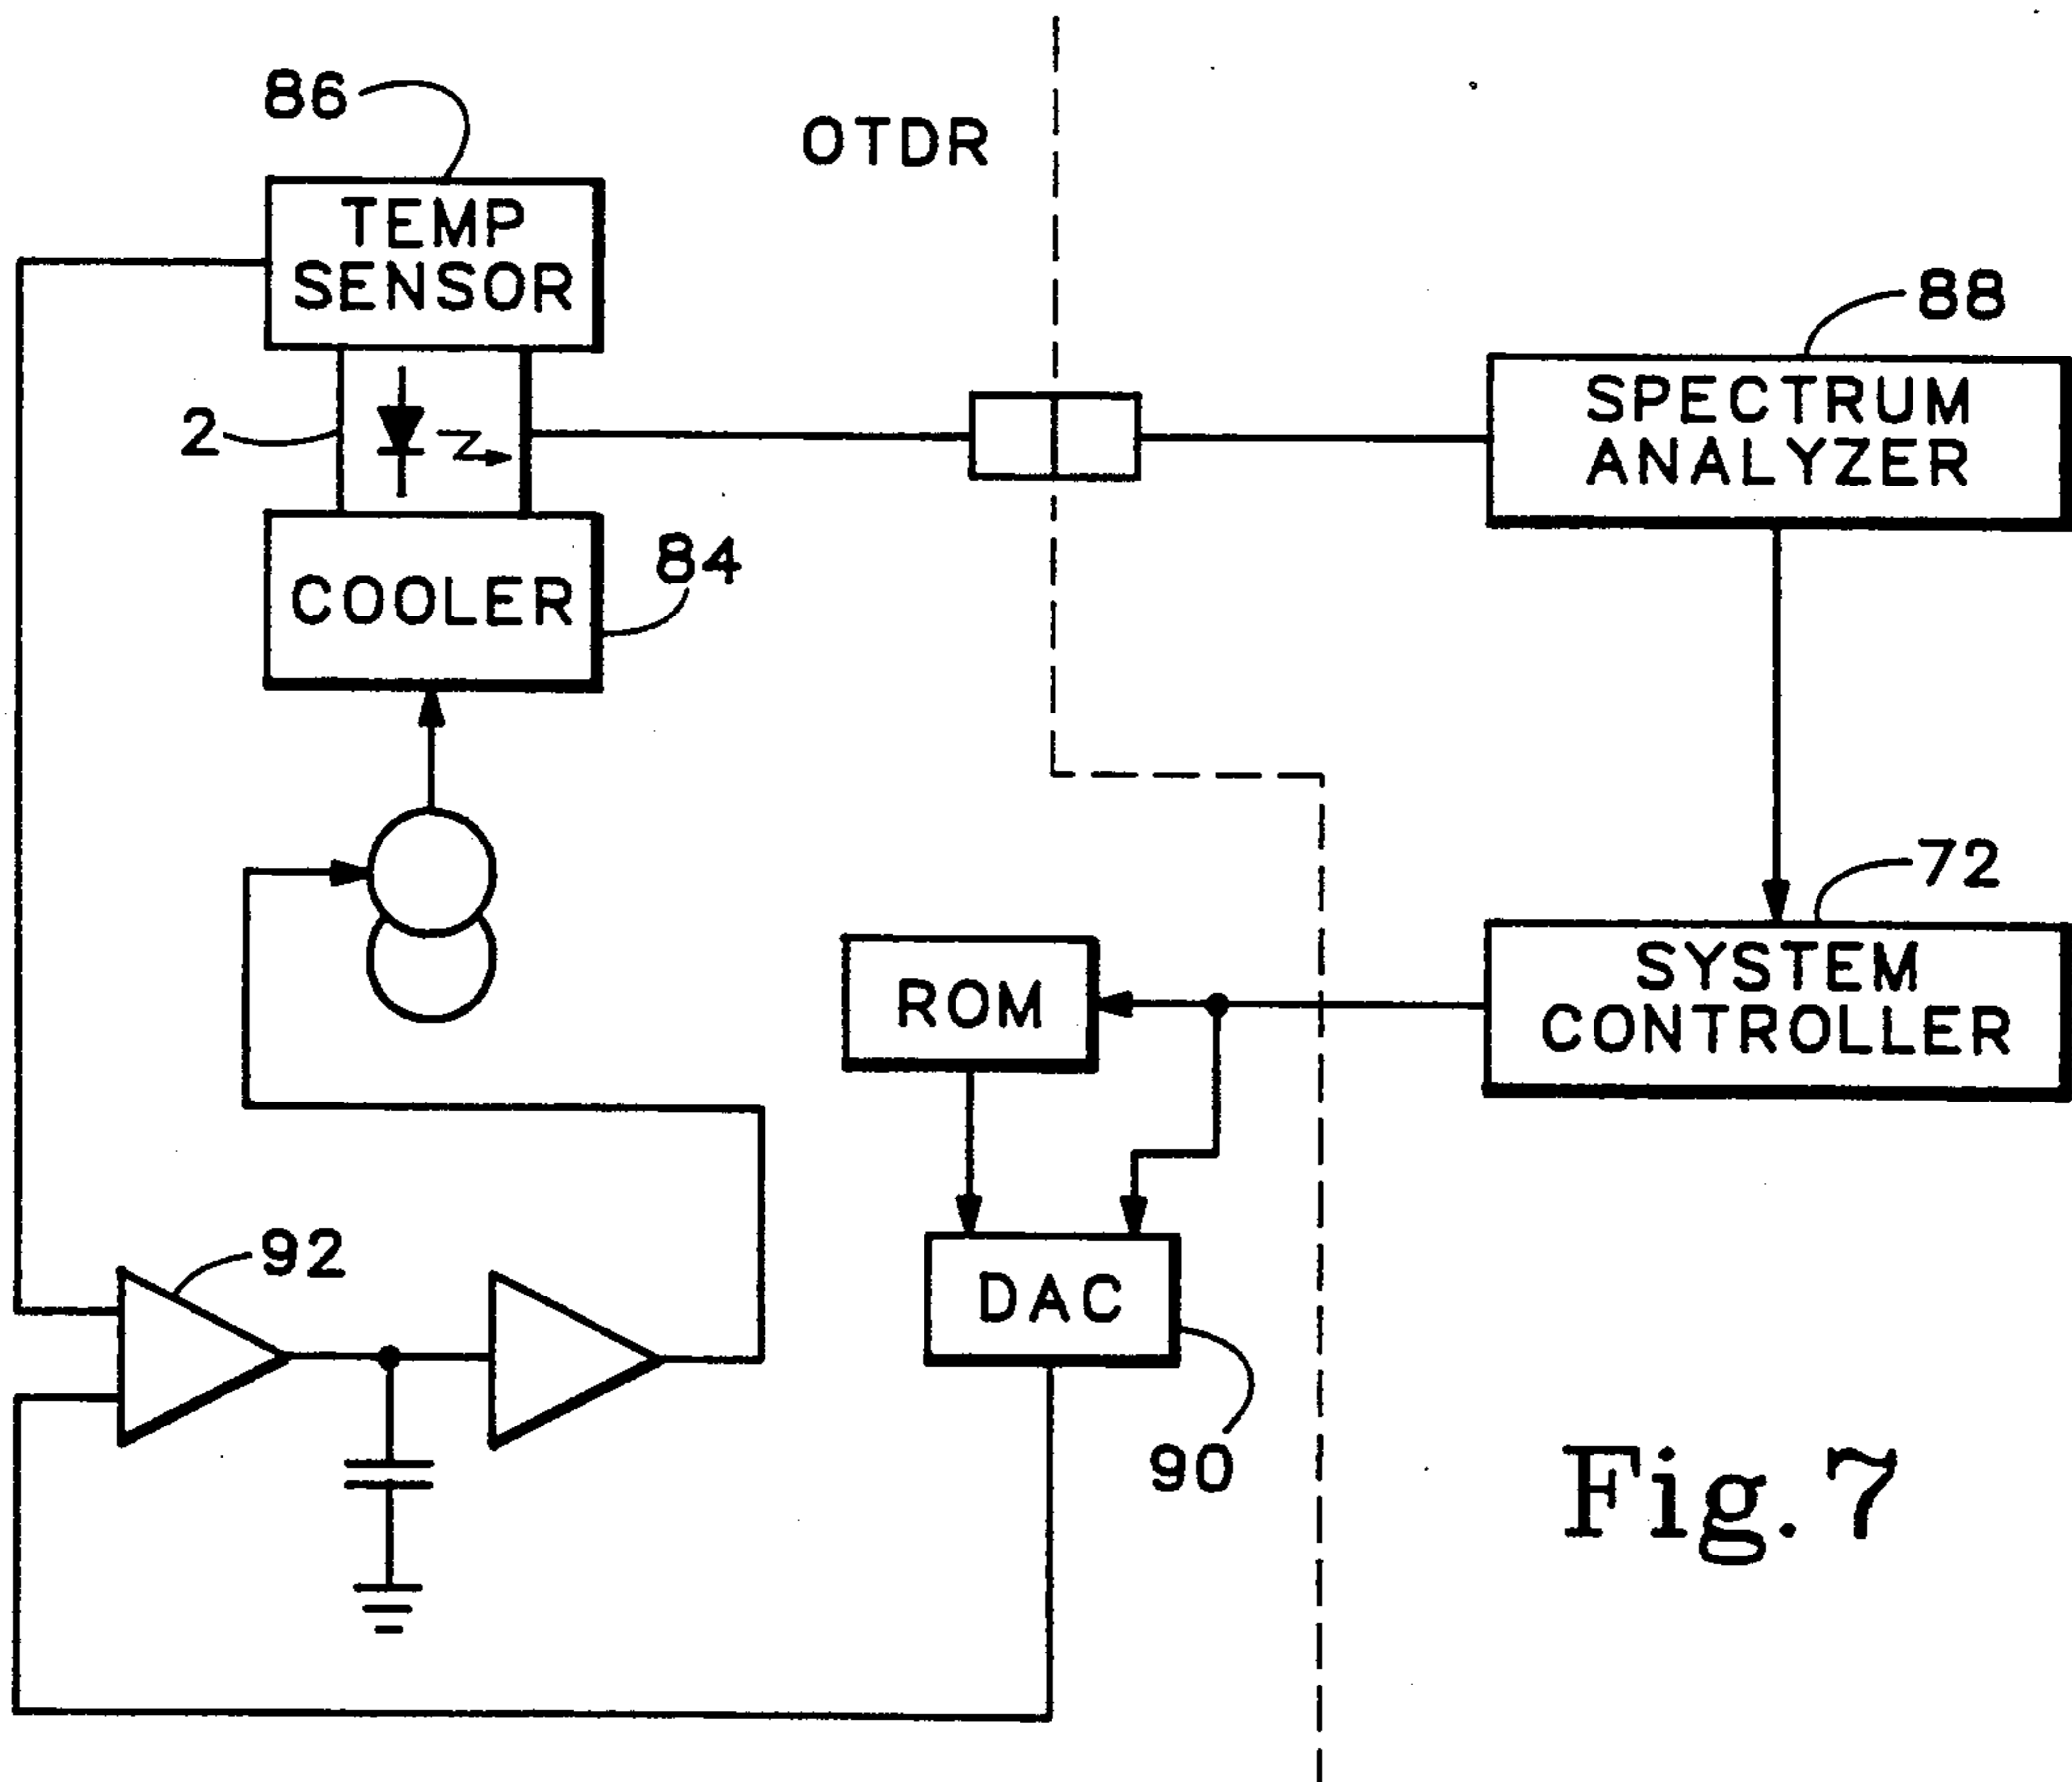 86
OTDR
TEMP
SENSOR
88
SPECTRUM
ANALYZER
2
84
COOLER
72
SYSTEM
CONTROLLER
ROM
92
DAC
90
Fig. 7